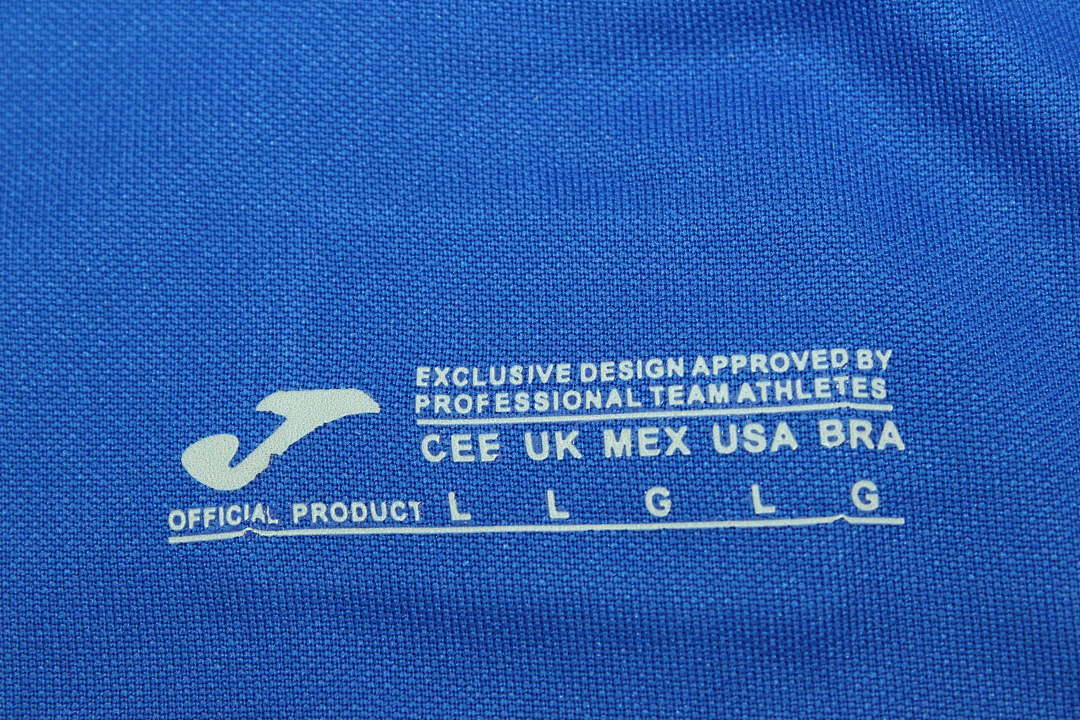 EXCLUSIVE DESIGN APPROVED BY
PROFESSIONAL TEAM ATHLETES
CEE UK MEX USA BRA
OFFICIAL PRODUCT L L G L G